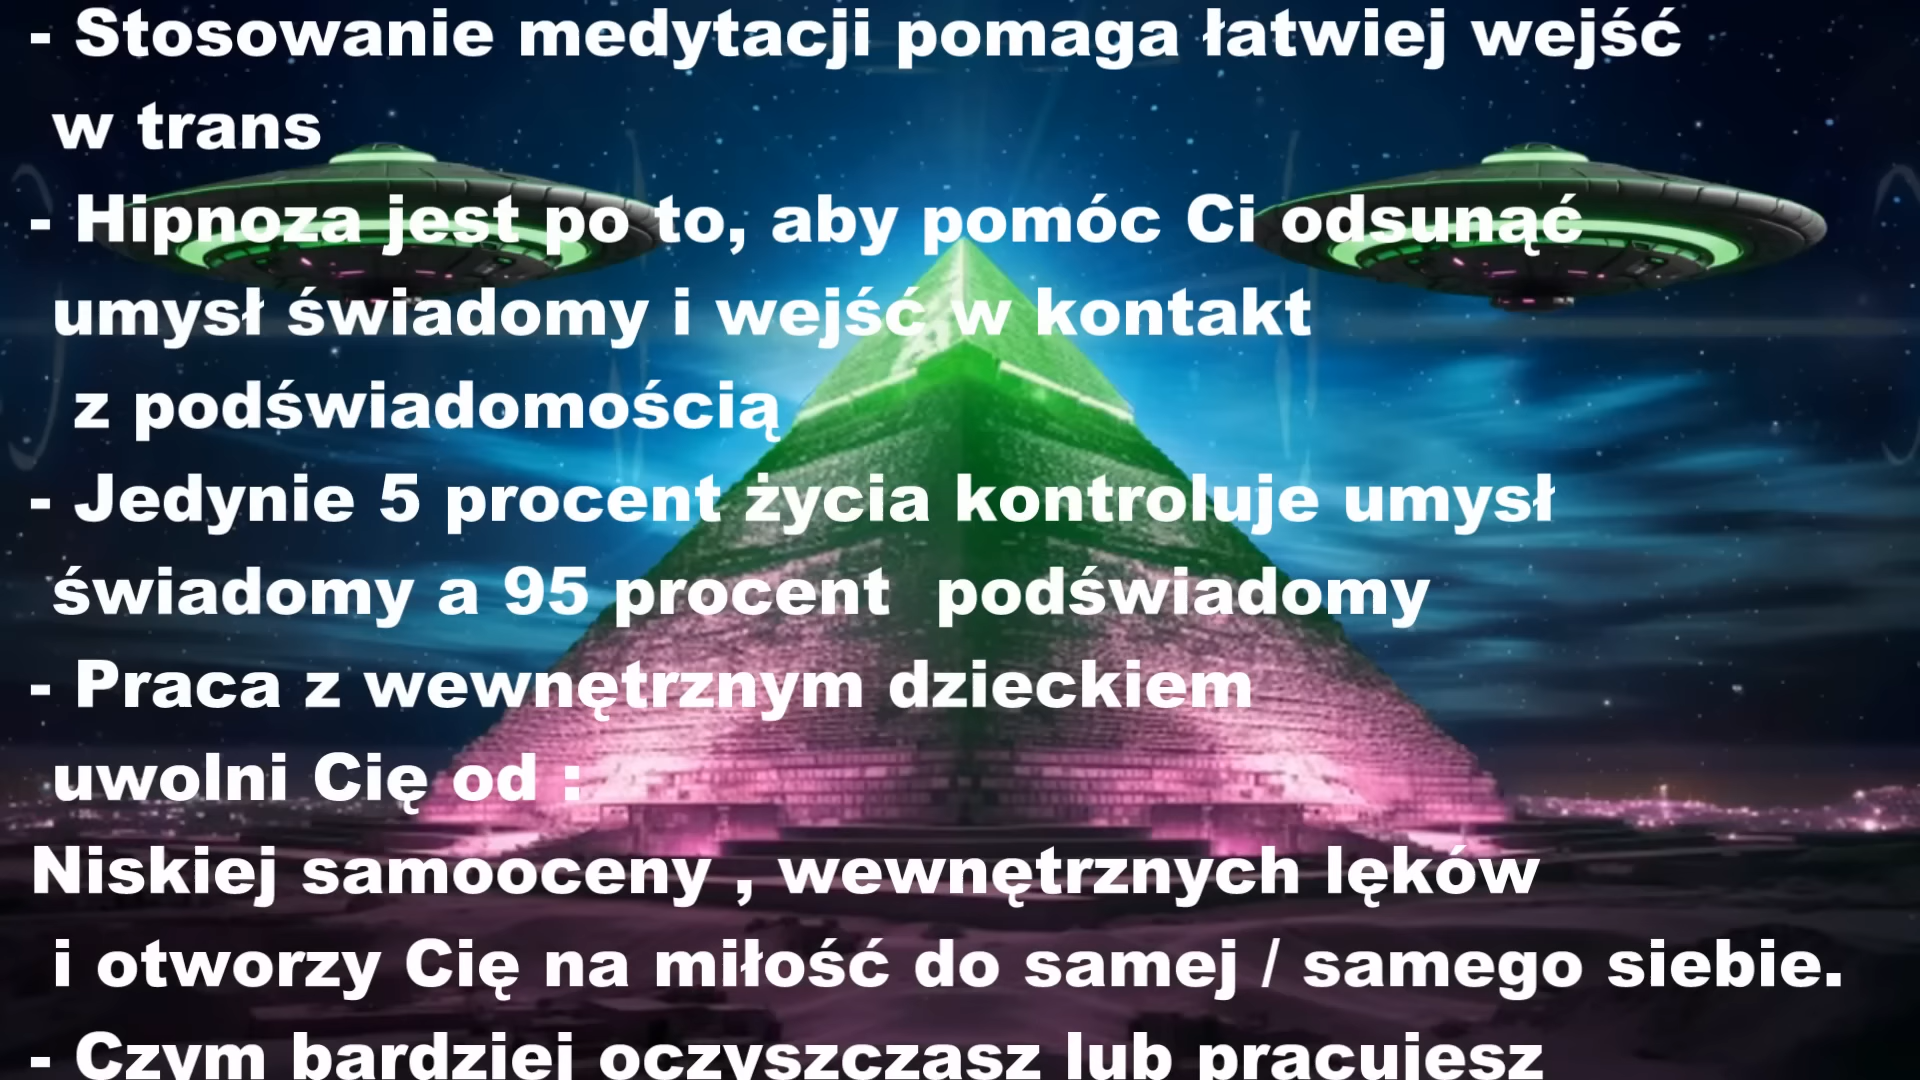 - Stosowanie medytacji pomaga łatwiej wejść
w trans
- Hipnoza jest po to, aby pomóc Ci odsunąć
umysł świadomy i wejść w kontakt
z podświadomością
- Jedynie 5 procent życia kontroluje umysł
świadomy a 95 procent  podświadomy
- Praca z wewnętrznym dzieckiem
uwolni Cię od :
Niskiej samooceny , wewnętrznych lęków
i otworzy Cię na miłość do samej / samego siebie.
- Czym bardziej oczyszczasz lub pracujesz